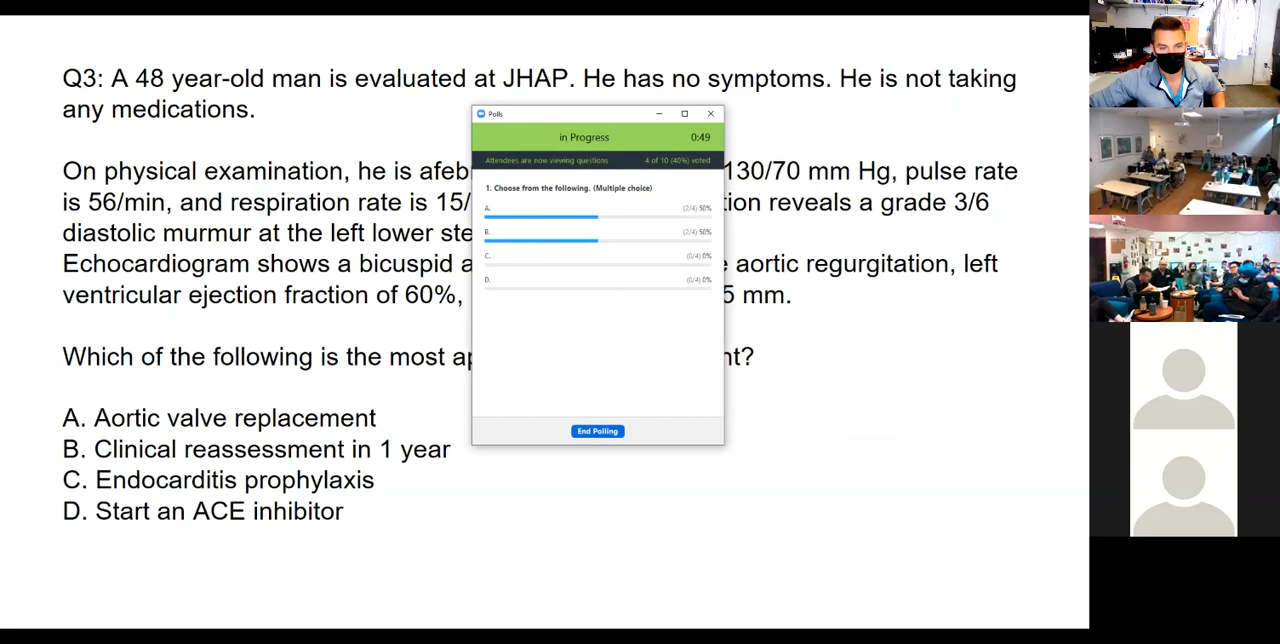 Q3: A 48 year-old man is evaluated at JHAP. He has no symptoms. He is not taking
any medications.
On physical examination, he is afeb 130/70 mm Hg, pulse rate
is 56/min, and respiration rate is 15/ tion reveals a grade 3/6
diastolic murmur at the left lower ste
Echocardiogram shows a bicuspid a e aortic regurgitation, left
ventricular ejection fraction of 60%, 5 mm.
Which of the following is the most ap nt?
A. Aortic valve replacement
B. Clinical reassessment in 1 year
C. Endocarditis prophylaxis
D. Start an ACE inhibitor
Polls
in Progress 0:49
Attendees are now viewing questions 4 of 10 (40%) voted
1. Choose from the following. (Multiple choice)
A. (2/4) 50%
B. (2/4) 50%
C. (0/4) 0%
D. (0/4) 0%
End Polling